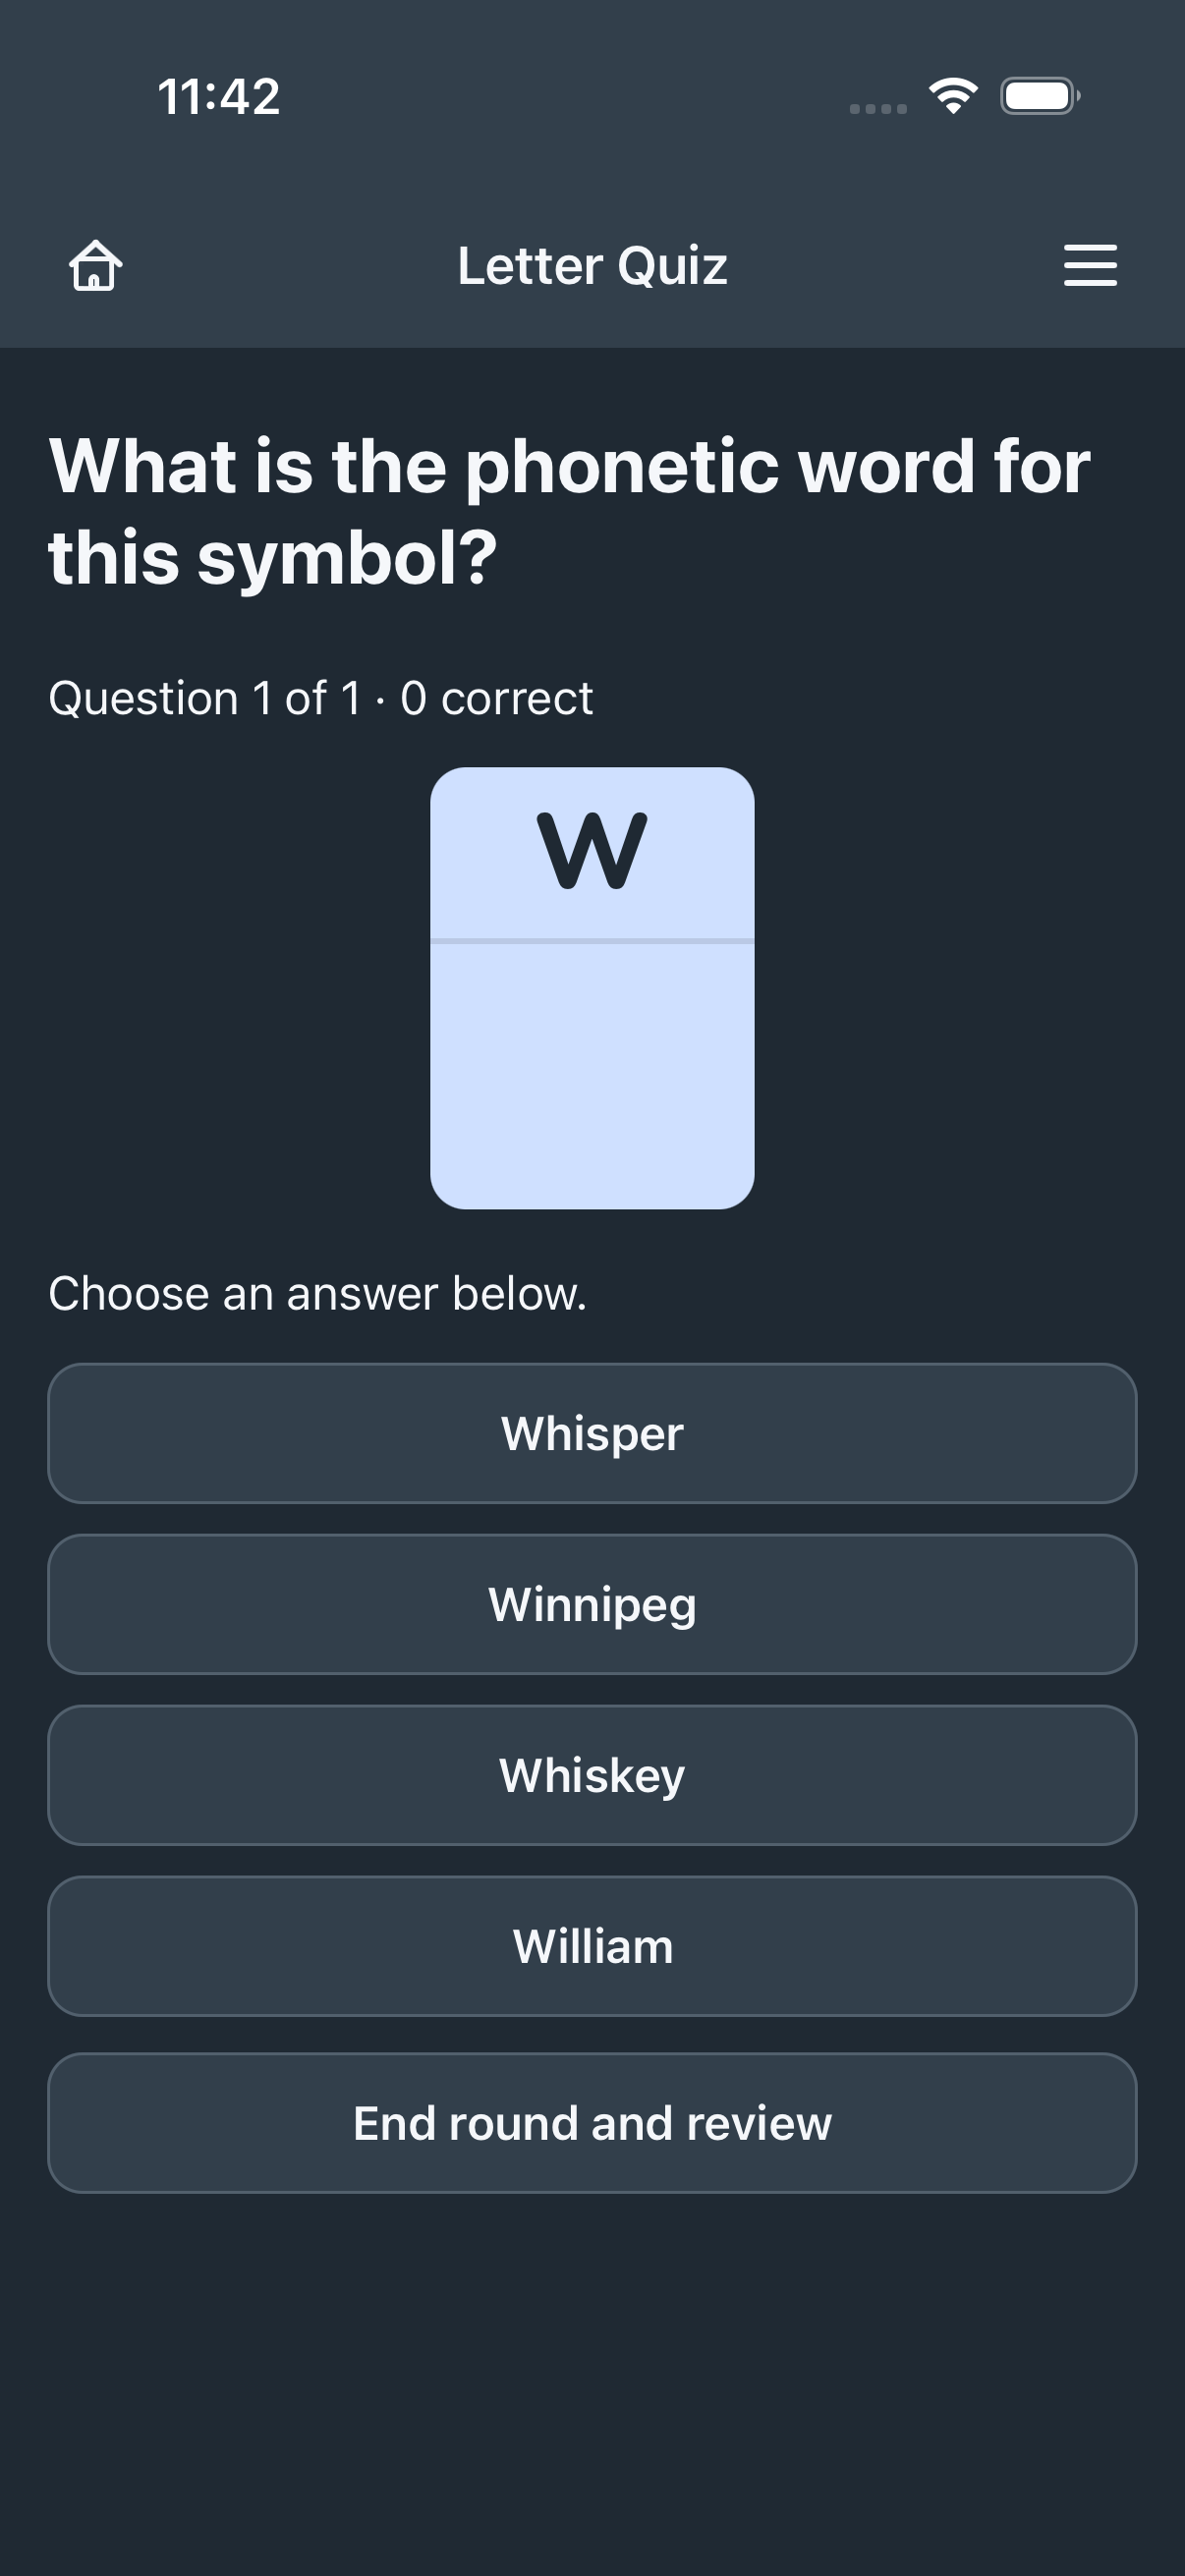 11:42
Letter Quiz
What is the phonetic word for
this symbol?
Question 1 of 1 · 0 correct
W
Choose an answer below.
Whisper
Winnipeg
Whiskey
William
End round and review